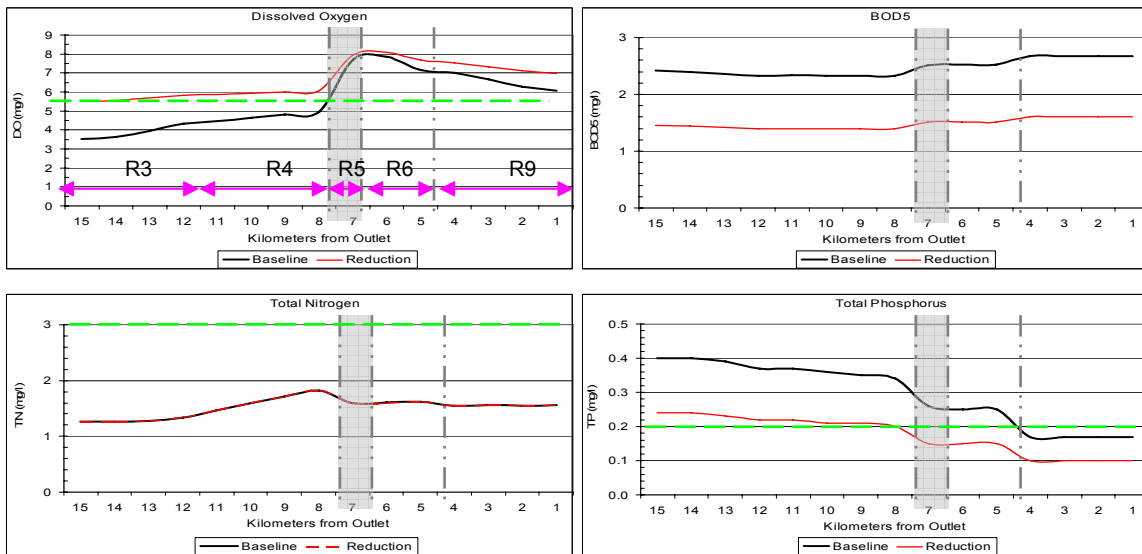 Dissolved Oxygen
9
8
7
6
5
4
3
2
1
0
DO (mg/l)
R3 R4 R5 R6 R9
15 14 13 12 11 10 9 8 7 6 5 4 3 2 1
Kilometers from Outlet
Baseline Reduction
BOD5
3
2
1
0
BOD5 (mg/l)
15 14 13 12 11 10 9 8 7 6 5 4 3 2 1
Kilometers from Outlet
Baseline Reduction
Total Nitrogen
3
2
1
0
TN (mg/l)
15 14 13 12 11 10 9 8 7 6 5 4 3 2 1
Kilometers from Outlet
Baseline Reduction
Total Phosphorus
0.5
0.4
0.3
0.2
0.1
0.0
TP (mg/l)
15 14 13 12 11 10 9 8 7 6 5 4 3 2 1
Kilometers from Outlet
Baseline Reduction